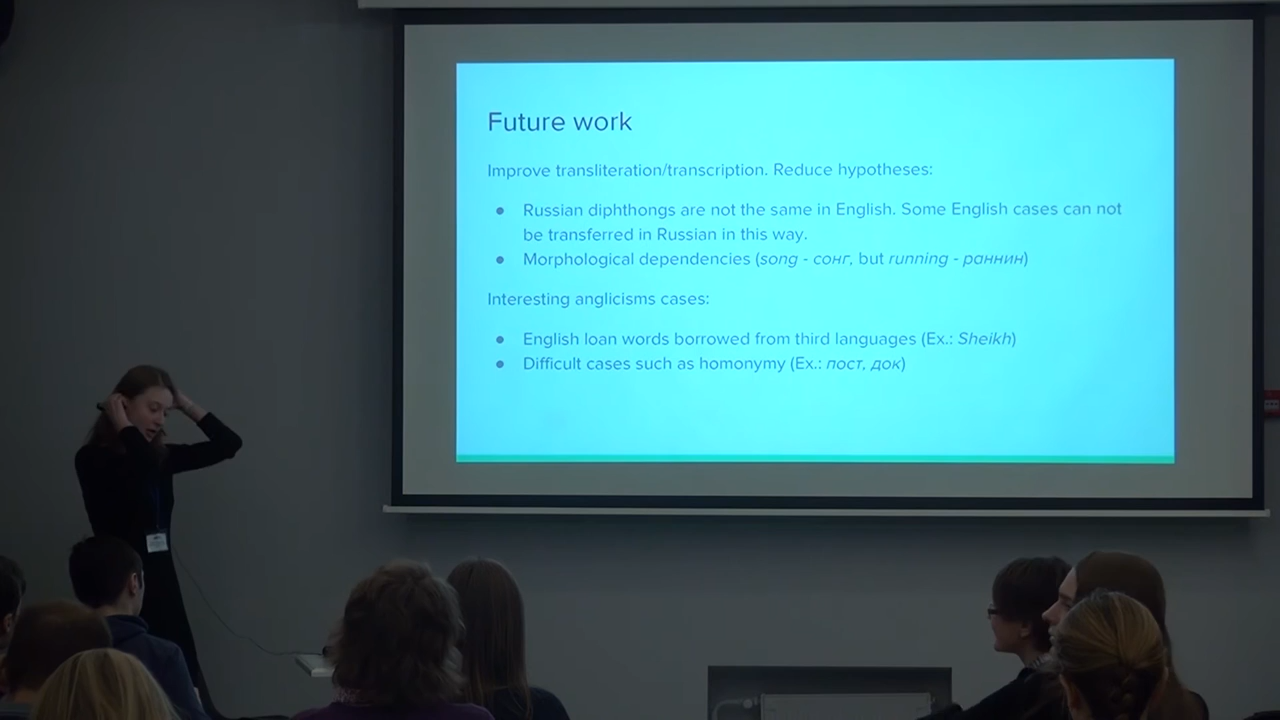 Future work
Improve transliteration/transcription. Reduce hypotheses:
● Russian diphthongs are not the same in English. Some English cases can not
be transferred in Russian in this way.
● Morphological dependencies (song - сонг, but running - раннин)
Interesting anglicisms cases:
● English loan words borrowed from third languages (Ex.: Sheikh)
● Difficult cases such as homonymy (Ex.: пост, док)